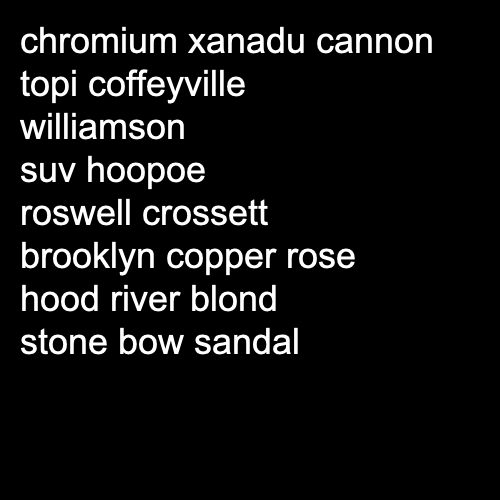 chromium xanadu cannon
topi coffeyville
williamson
suv hoopoe
roswell crossett
brooklyn copper rose
hood river blond
stone bow sandal